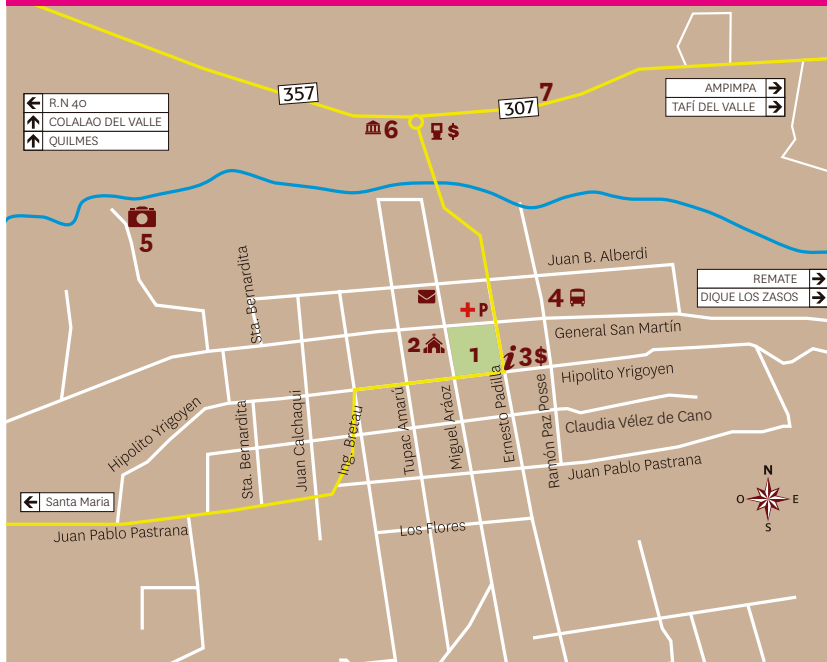 357
307
7
R.N 40
COLALAO DEL VALLE
QUILMES
AMPIMPA
TAFÍ DEL VALLE
6
$
5
Sta. Bernardita
Juan B. Alberdi
REMATE
DIQUE LOS ZASOS
4
P
General San Martín
2
1
i
3
$
Hipolito Yrigoyen
Hipolito Yrigoyen
Sta. Bernardita
Juan Calchaqui
Ing. Bretau
Tupac Amarú
Miguel Aráoz
Ernesto Padilla
Ramón Paz Posse
Claudia Vélez de Cano
Juan Pablo Pastrana
Santa Maria
Juan Pablo Pastrana
Los Flores
N
O
E
S